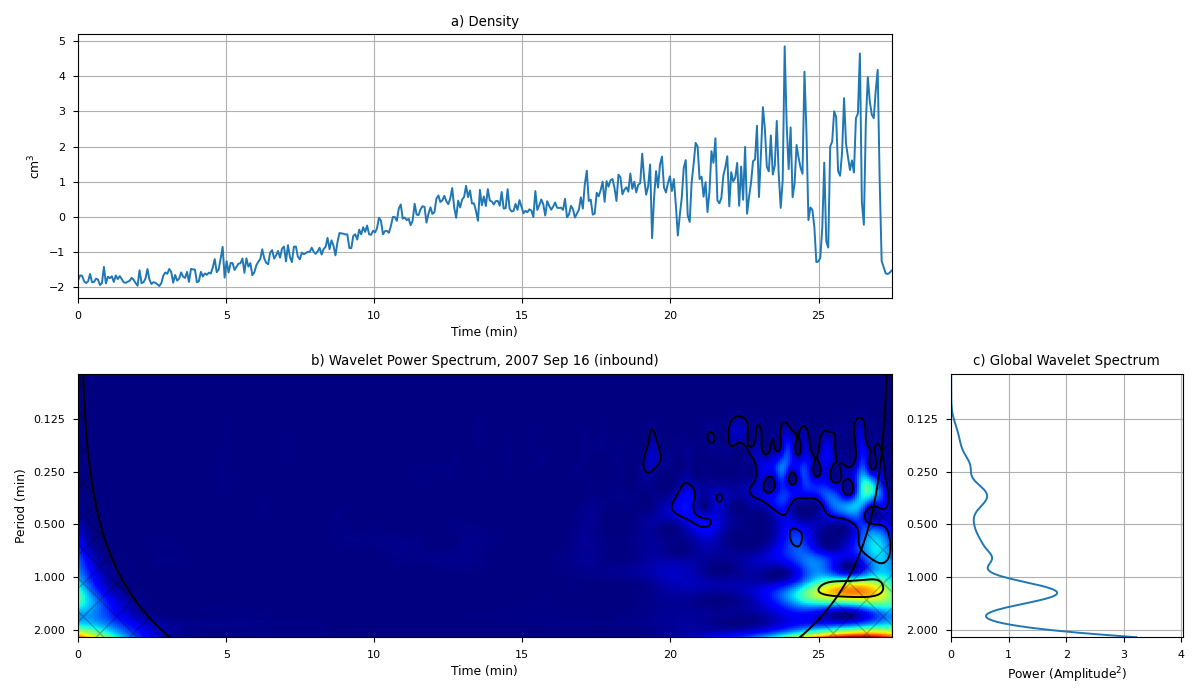 a) Density
5
4
3
2
1
0
−1
−2
cm³
0 5 10 15 20 25
Time (min)
b) Wavelet Power Spectrum, 2007 Sep 16 (inbound)
0.125
0.250
0.500
1.000
2.000
Period (min)
0 5 10 15 20 25
Time (min)
c) Global Wavelet Spectrum
0.125
0.250
0.500
1.000
2.000
0 1 2 3 4
Power (Amplitude²)